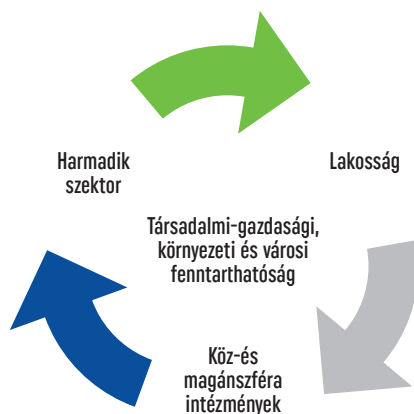 Harmadik
szektor
Lakosság
Társadalmi-gazdasági,
környezeti és városi
fenntarthatóság
Köz-és
magánszféra
intézmények